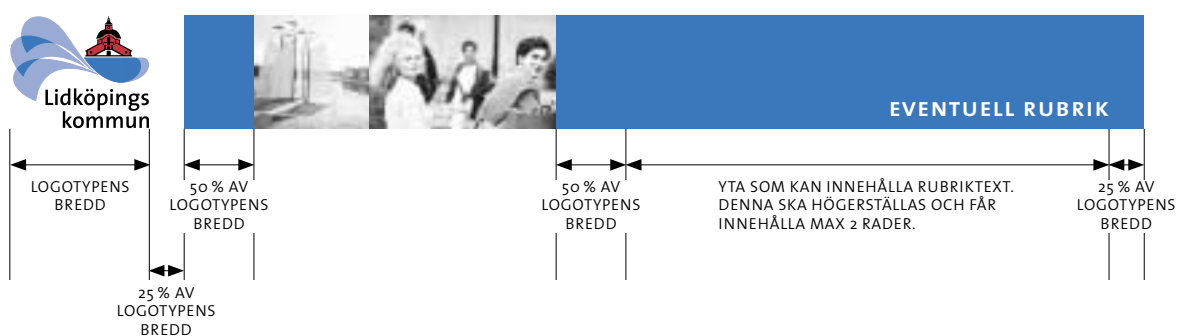 Lidköpings
kommun
EVENTUELL RUBRIK
LOGOTYPENS
BREDD
50 % AV
LOGOTYPENS
BREDD
50 % AV
LOGOTYPENS
BREDD
YTA SOM KAN INNEHÅLLA RUBRIKTEXT.
DENNA SKA HÖGERSTÄLLAS OCH FÅR
INNEHÅLLA MAX 2 RADER.
25 % AV
LOGOTYPENS
BREDD
25 % AV
LOGOTYPENS
BREDD